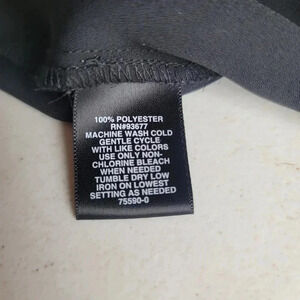 100% POLYESTER
RN#93677
MACHINE WASH COLD
GENTLE CYCLE
WITH LIKE COLORS
USE ONLY NON-
CHLORINE BLEACH
WHEN NEEDED
TUMBLE DRY LOW
IRON ON LOWEST
SETTING AS NEEDED
75590-0